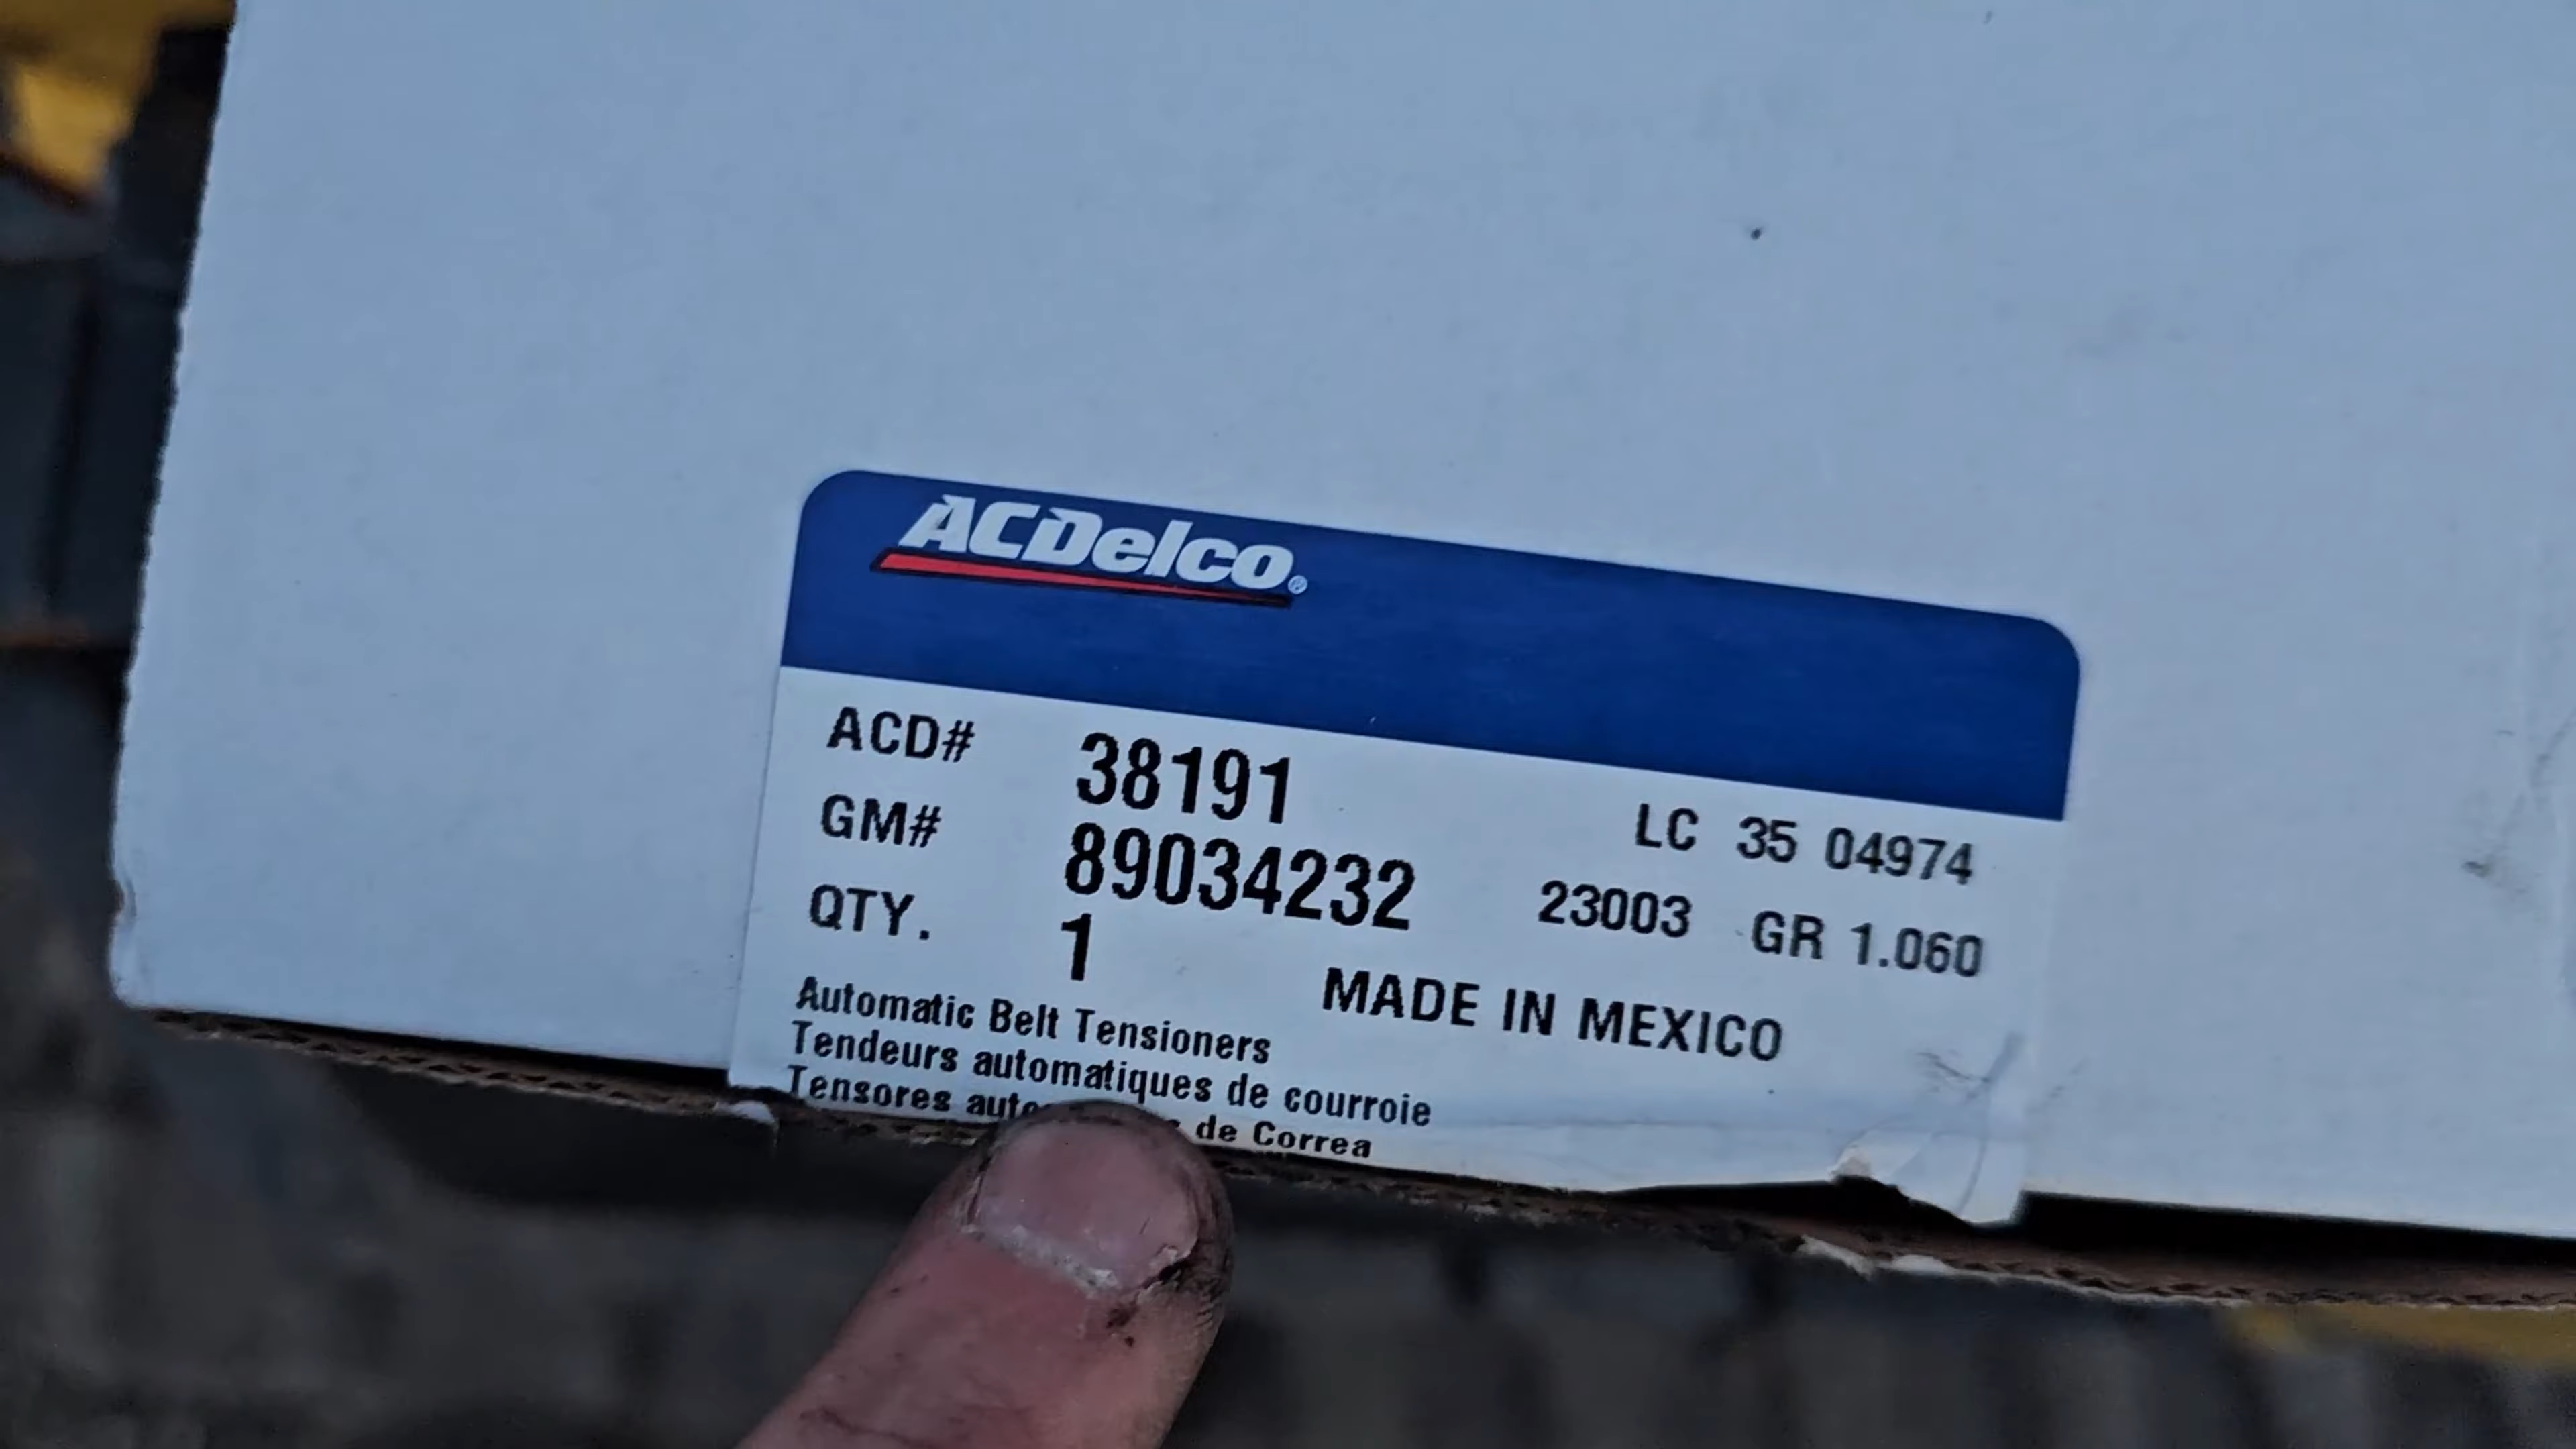 ACDelco®
ACD# 38191 LC 35 04974
GM# 89034232 23003 GR 1.060
QTY. 1 MADE IN MEXICO
Automatic Belt Tensioners
Tendeurs automatiques de courroie
Tensores de Correa